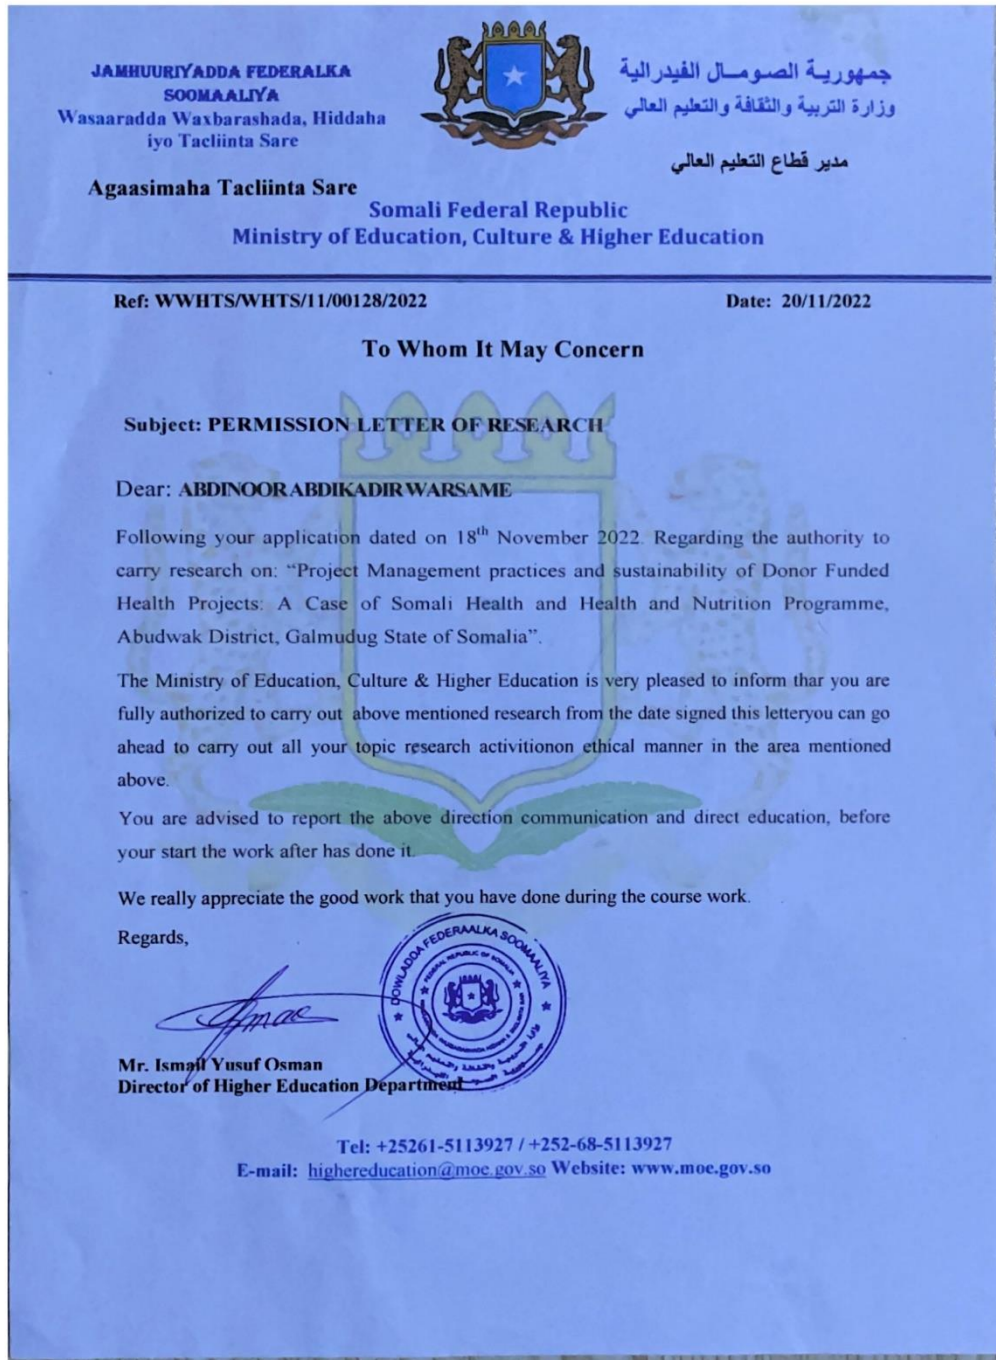 JAMHUURIYADDA FEDERALKA
SOOMAALIYA
Wasaaradda Waxbarashada, Hiddaha
iyo Tacliinta Sare
Agaasimaha Tacliinta Sare
جمهورية الصومال الفيدرالية
وزارة التربية والثقافة والتعليم العالي
مدير قطاع التعليم العالي
Somali Federal Republic
Ministry of Education, Culture & Higher Education
Ref: WWHTS/WHTS/11/00128/2022 Date: 20/11/2022
To Whom It May Concern
Subject: PERMISSION LETTER OF RESEARCH
Dear: ABDINOOR ABDIKADIR WARSAME
Following your application dated on 18th November 2022. Regarding the authority to
carry research on: “Project Management practices and sustainability of Donor Funded
Health Projects: A Case of Somali Health and Health and Nutrition Programme,
Abudwak District, Galmudug State of Somalia”.
The Ministry of Education, Culture & Higher Education is very pleased to inform thar you are
fully authorized to carry out above mentioned research from the date signed this letteryou can go
ahead to carry out all your topic research activitionon ethical manner in the area mentioned
above.
You are advised to report the above direction communication and direct education, before
your start the work after has done it.
We really appreciate the good work that you have done during the course work.
Regards,
DOWLADDA FEDERAALKA SOOMAALIYA
FEDERAL REPUBLIC OF SOMALIA
Mr. Ismail Yusuf Osman
Director of Higher Education Department
Tel: +25261-5113927 / +252-68-5113927
E-mail: highereducation@moe.gov.so Website: www.moe.gov.so